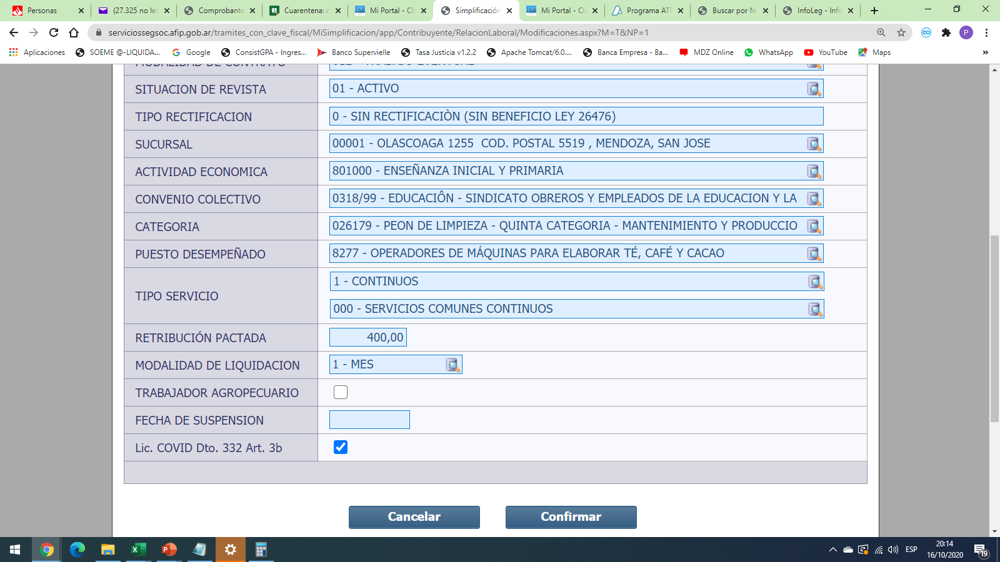 Personas
(27.325 no leí
Comprobante
Cuarentena: c
Mi Portal - Cla
Simplificación
Mi Portal - Cla
Programa ATP
Buscar por No
InfoLeg - Info
serviciossegsoc.afip.gob.ar/tramites_con_clave_fiscal/MiSimplificacion/app/Contribuyente/RelacionLaboral/Modificaciones.aspx?M=T&NP=1
P
Aplicaciones
SOEME @-LIQUIDA...
Google
ConsistGPA - Ingres...
Banco Supervielle
Tasa Justicia v1.2.2
Apache Tomcat/6.0....
Banca Empresa - Ba...
MDZ Online
WhatsApp
YouTube
Maps
»
MODALIDAD DE CONTRATO
SITUACION DE REVISTA 01 - ACTIVO
TIPO RECTIFICACION 0 - SIN RECTIFICACIÒN (SIN BENEFICIO LEY 26476)
SUCURSAL 00001 - OLASCOAGA 1255 COD. POSTAL 5519 , MENDOZA, SAN JOSE
ACTIVIDAD ECONOMICA 801000 - ENSEÑANZA INICIAL Y PRIMARIA
CONVENIO COLECTIVO 0318/99 - EDUCACIÔN - SINDICATO OBREROS Y EMPLEADOS DE LA EDUCACION Y LA
CATEGORIA 026179 - PEON DE LIMPIEZA - QUINTA CATEGORIA - MANTENIMIENTO Y PRODUCCIO
PUESTO DESEMPEÑADO 8277 - OPERADORES DE MÁQUINAS PARA ELABORAR TÉ, CAFÉ Y CACAO
TIPO SERVICIO 1 - CONTINUOS
000 - SERVICIOS COMUNES CONTINUOS
RETRIBUCIÓN PACTADA 400,00
MODALIDAD DE LIQUIDACION 1 - MES
TRABAJADOR AGROPECUARIO
FECHA DE SUSPENSION
Lic. COVID Dto. 332 Art. 3b
Cancelar
Confirmar
ESP
20:14
16/10/2020
19